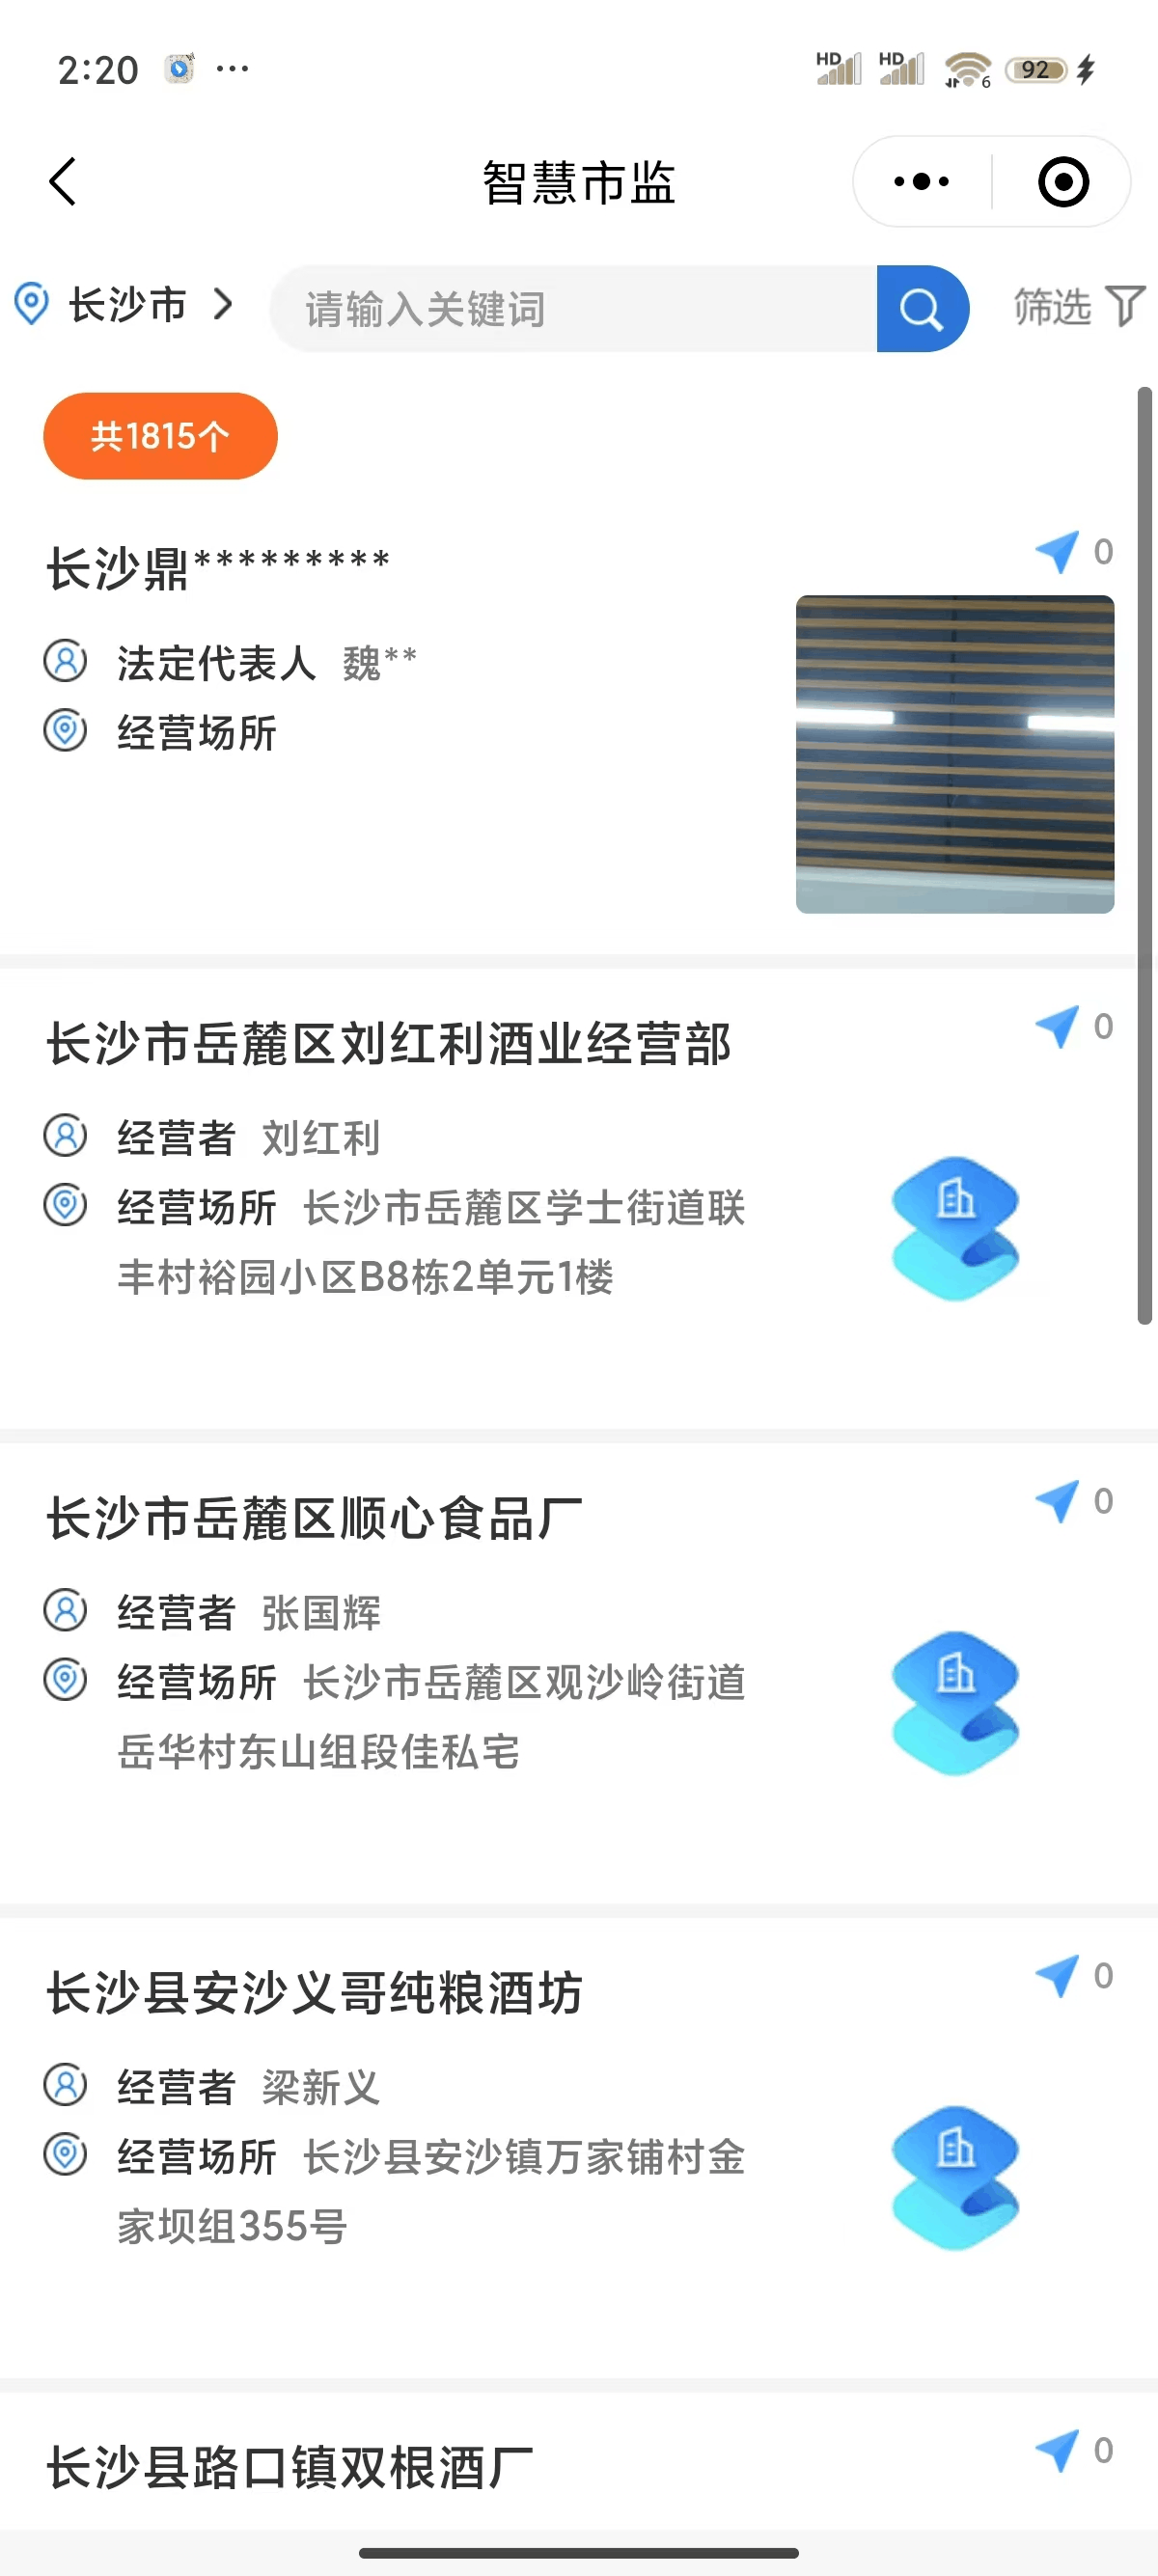 2:20
HD HD 6 92
智慧市监
长沙市 请输入关键词 筛选
共1815个
长沙鼎********* 0
法定代表人 魏**
经营场所
长沙市岳麓区刘红利酒业经营部 0
经营者 刘红利
经营场所 长沙市岳麓区学士街道联
丰村裕园小区B8栋2单元1楼
长沙市岳麓区顺心食品厂 0
经营者 张国辉
经营场所 长沙市岳麓区观沙岭街道
岳华村东山组段佳私宅
长沙县安沙义哥纯粮酒坊 0
经营者 梁新义
经营场所 长沙县安沙镇万家铺村金
家坝组355号
长沙县路口镇双根酒厂 0